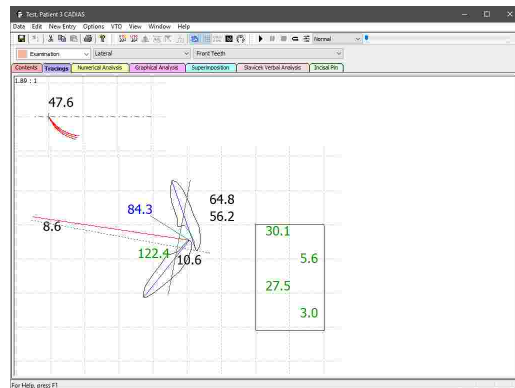 Test, Patient 3 CADIAS
Data Edit New Entry Options VTO View Window Help
Normal
Examination Lateral Front Teeth
Contents Tracings Numerical Analysis Graphical Analysis Superimposition Slavicek Verbal Analysis Incisal Pin
1.89 : 1
47.6
84.3
64.8
56.2
8.6
122.4
10.6
30.1
5.6
27.5
3.0
For Help, press F1